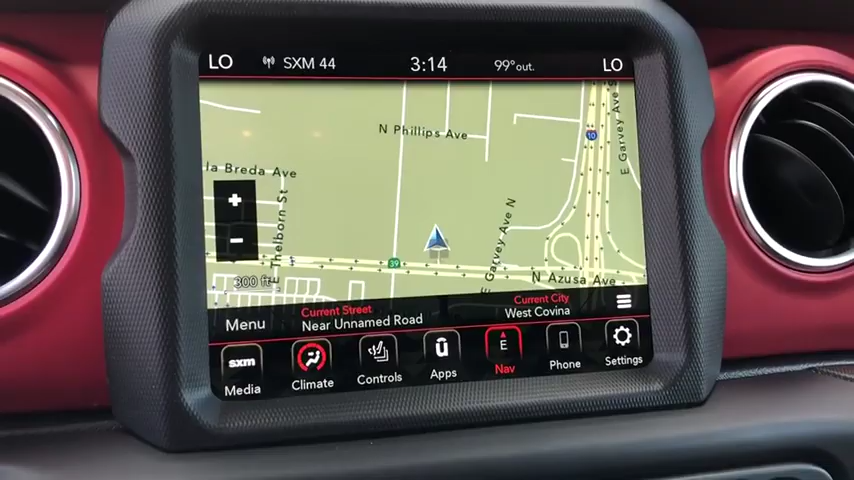 LO SXM 44 3:14 99° out. LO
N Phillips Ave
10
E Garvey Ave
la Breda Ave
+
E Thelborn St
E Garvey Ave N
−
39
300 ft
N Azusa Ave
Menu
Current Street
Near Unnamed Road
Current City
West Covina
sxm
Media
Climate
Controls
Apps
E
Nav
Phone
Settings